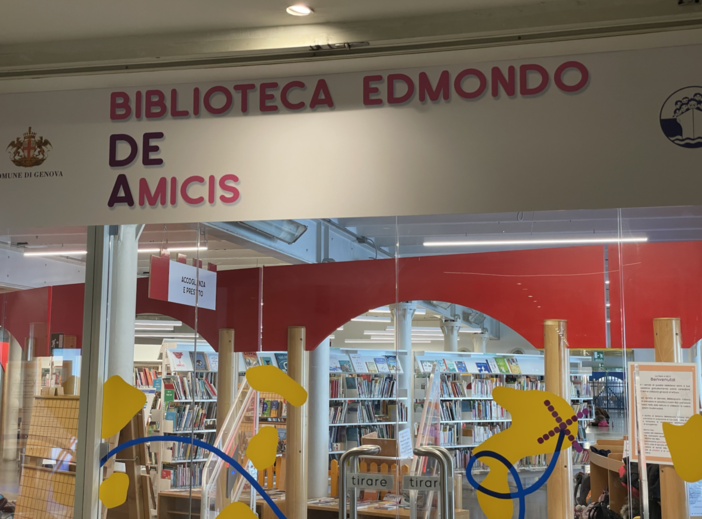 BIBLIOTECA EDMONDO
DE
AMICIS
COMUNE DI GENOVA
ACCOGLIENZA
E PRESTITO
tirare
tirare
Benvenuto!